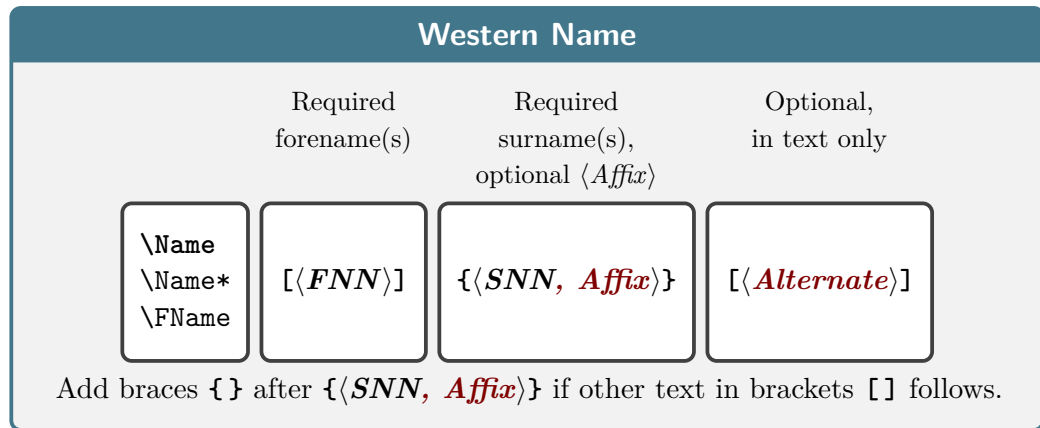 Western Name
Required
forename(s)
Required
surname(s),
optional ⟨Affix⟩
Optional,
in text only
\Name
\Name*
\FName
[⟨FNN⟩]
{⟨SNN, Affix⟩}
[⟨Alternate⟩]
Add braces {} after {⟨SNN, Affix⟩} if other text in brackets [] follows.